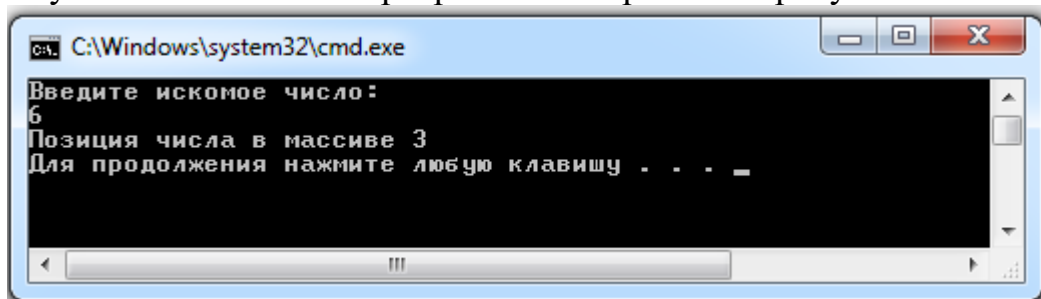 C:\Windows\system32\cmd.exe
Введите искомое число:
6
Позиция числа в массиве 3
Для продолжения нажмите любую клавишу . . . _